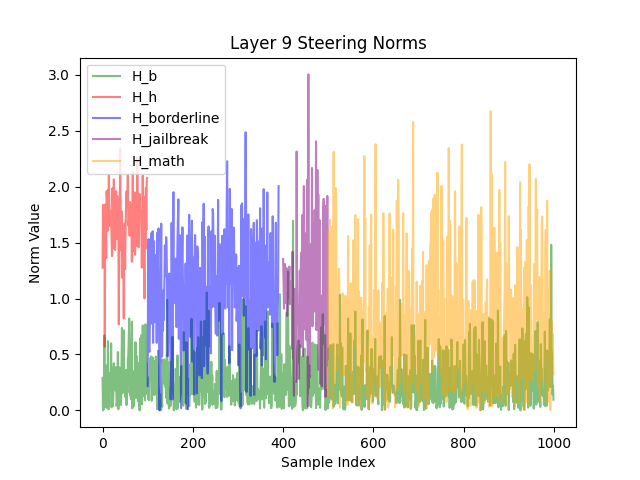 Layer 9 Steering Norms
H_b
H_h
H_borderline
H_jailbreak
H_math
Norm Value
3.0
2.5
2.0
1.5
1.0
0.5
0.0
0
200
400
600
800
1000
Sample Index